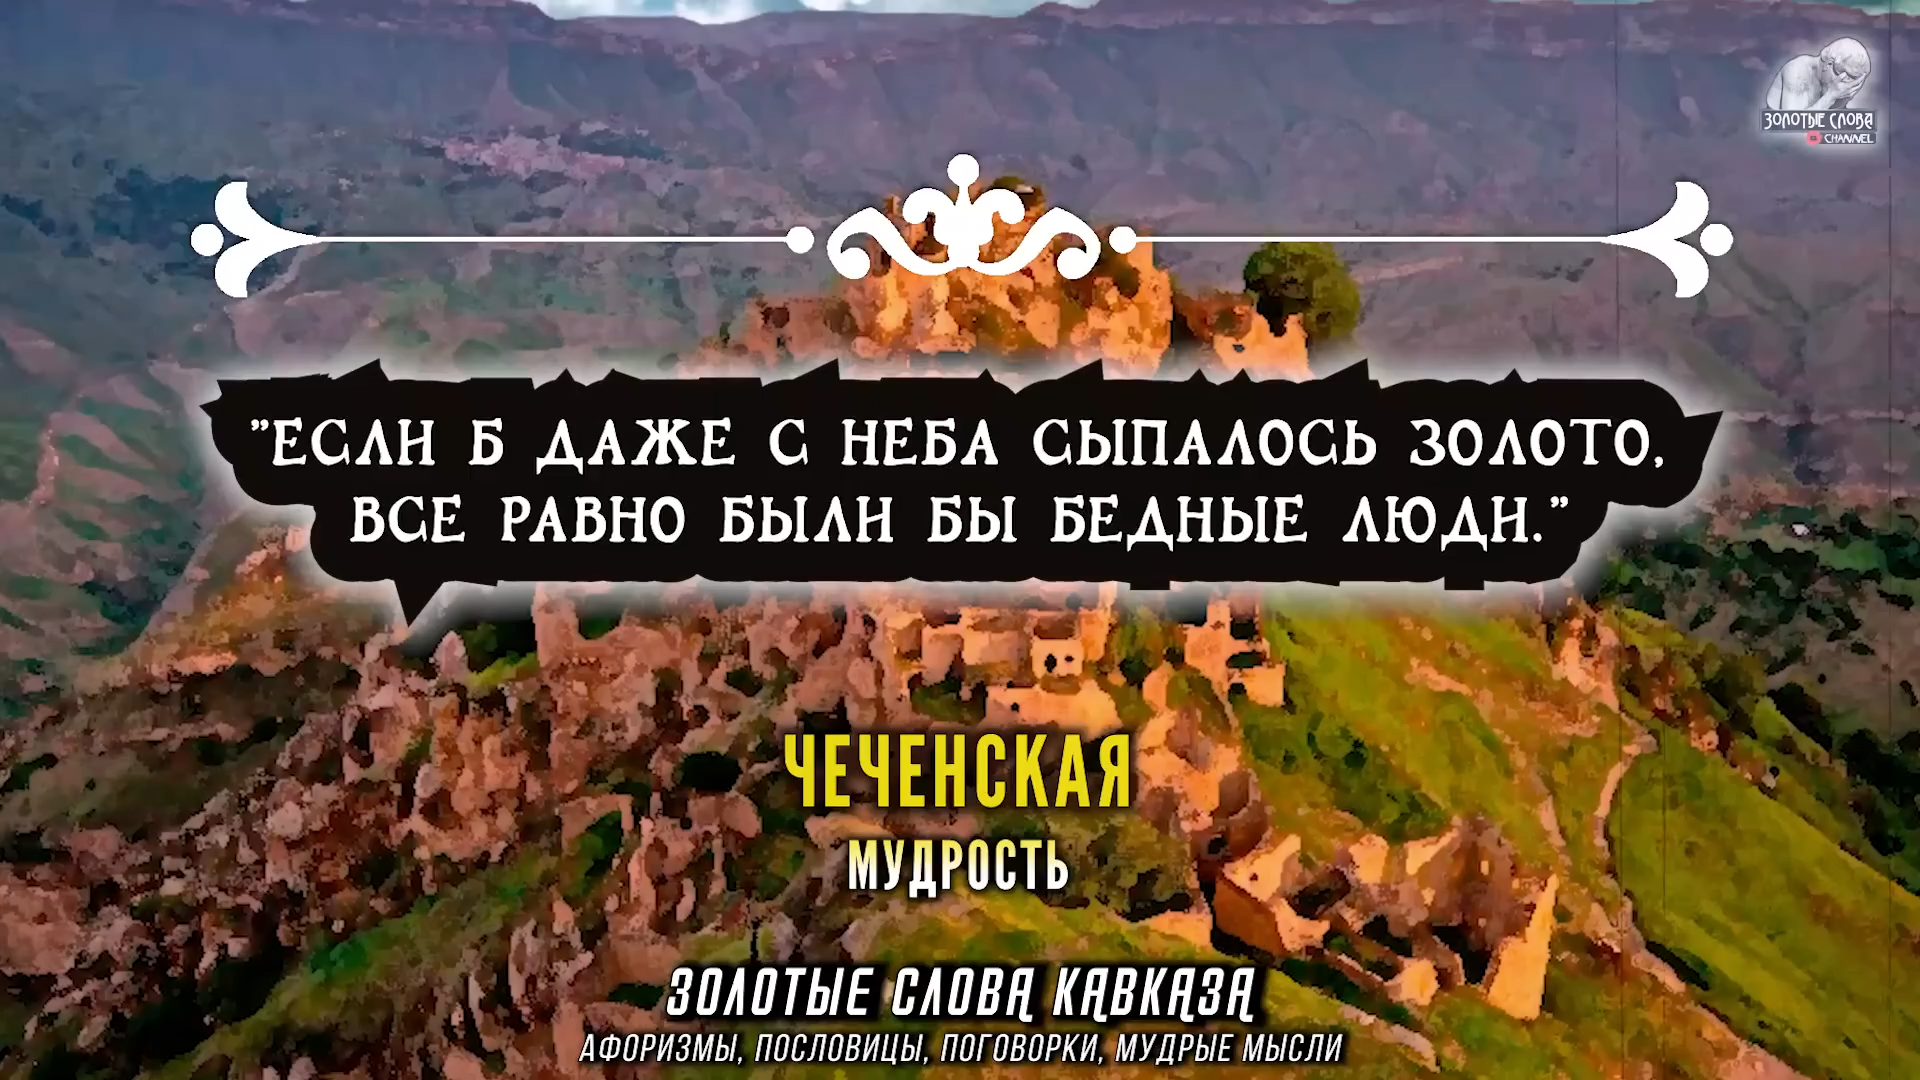 ЗОЛОТЫЕ СЛОВА
CHANNEL
"ЕСЛИ Б ДАЖЕ С НЕБА СЫПАЛОСЬ ЗОЛОТО,
ВСЕ РАВНО БЫЛИ БЫ БЕДНЫЕ ЛЮДИ."
ЧЕЧЕНСКАЯ
МУДРОСТЬ
ЗОЛОТЫЕ СЛОВА КАВКАЗА
АФОРИЗМЫ, ПОСЛОВИЦЫ, ПОГОВОРКИ, МУДРЫЕ МЫСЛИ